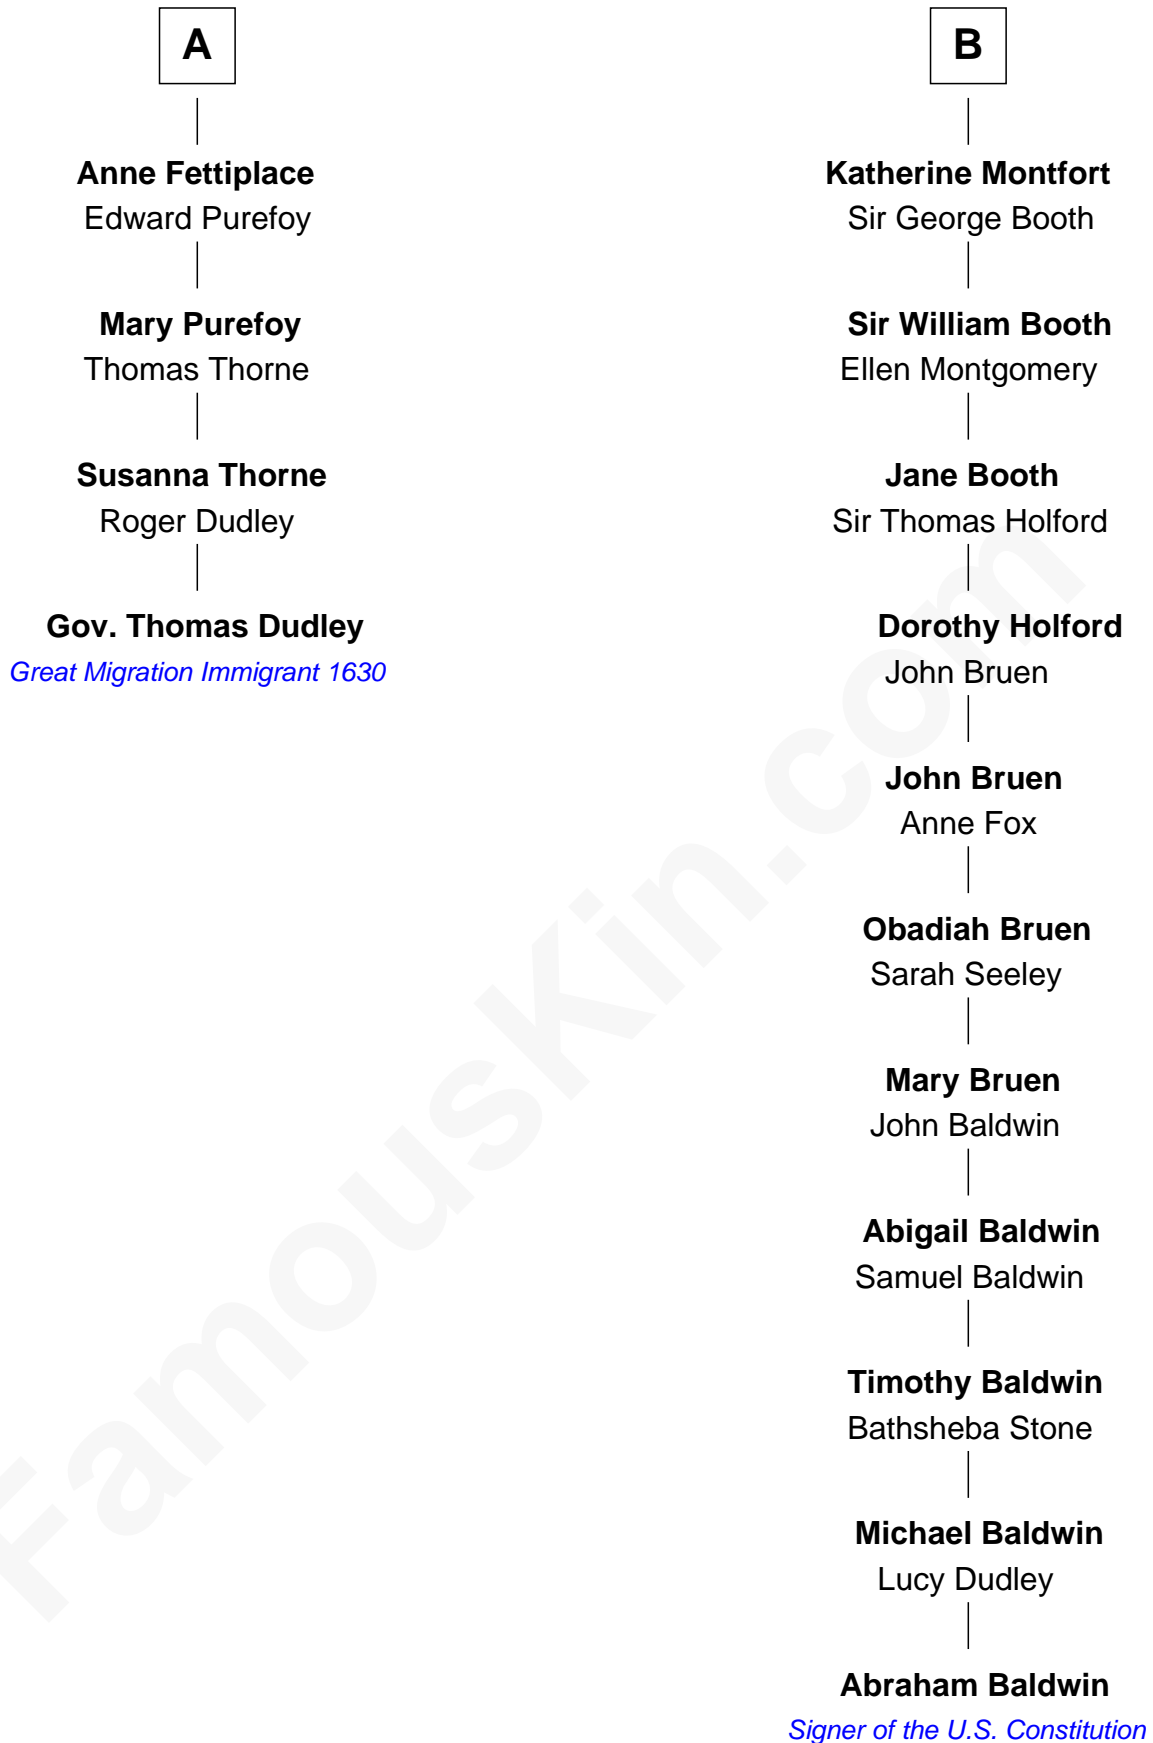 A
Anne Fettiplace
Edward Purefoy
Mary Purefoy
Thomas Thorne
Susanna Thorne
Roger Dudley
Gov. Thomas Dudley
Great Migration Immigrant 1630
B
Katherine Montfort
Sir George Booth
Sir William Booth
Ellen Montgomery
Jane Booth
Sir Thomas Holford
Dorothy Holford
John Bruen
John Bruen
Anne Fox
Obadiah Bruen
Sarah Seeley
Mary Bruen
John Baldwin
Abigail Baldwin
Samuel Baldwin
Timothy Baldwin
Bathsheba Stone
Michael Baldwin
Lucy Dudley
Abraham Baldwin
Signer of the U.S. Constitution
FamousKin.com